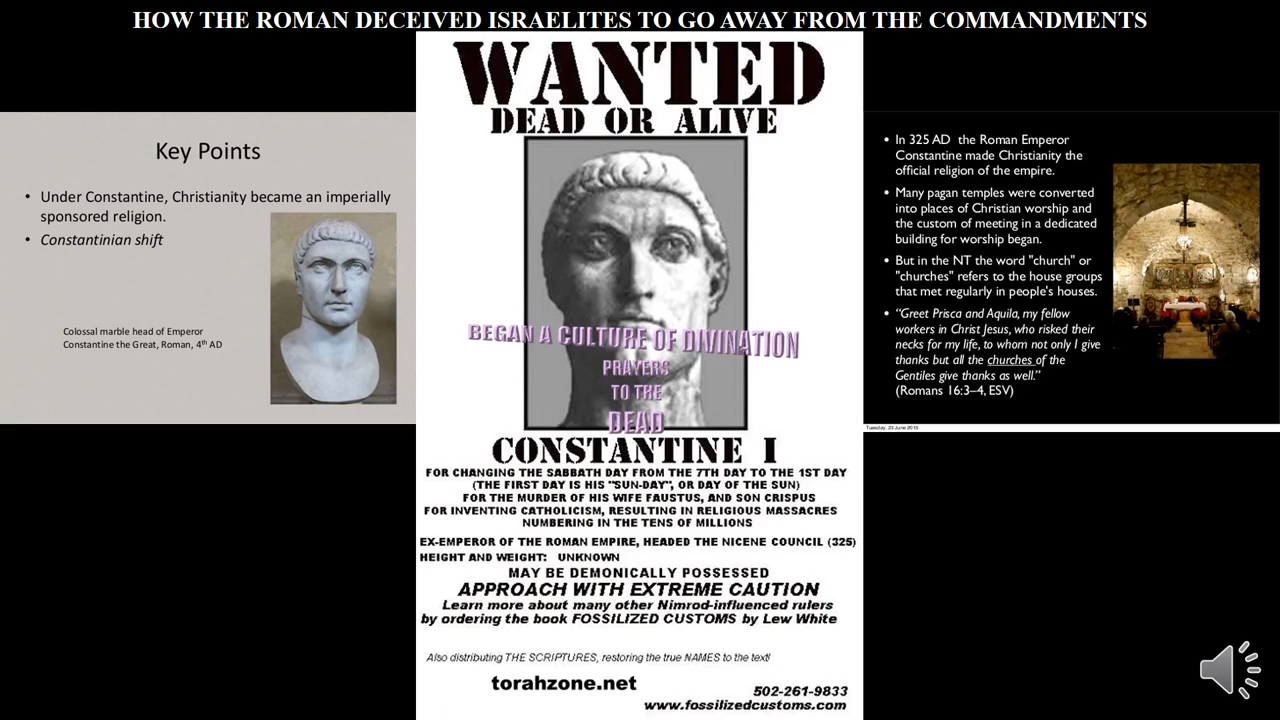 HOW THE ROMAN DECEIVED ISRAELITES TO GO AWAY FROM THE COMMANDMENTS
Key Points
• Under Constantine, Christianity became an imperially
sponsored religion.
• Constantinian shift
Colossal marble head of Emperor
Constantine the Great, Roman, 4th AD
WANTED
DEAD OR ALIVE
BEGAN A CULTURE OF DIVINATION
PRAYERS
TO THE
DEAD
CONSTANTINE I
FOR CHANGING THE SABBATH DAY FROM THE 7TH DAY TO THE 1ST DAY
(THE FIRST DAY IS HIS "SUN-DAY", OR DAY OF THE SUN)
FOR THE MURDER OF HIS WIFE FAUSTUS, AND SON CRISPUS
FOR INVENTING CATHOLICISM, RESULTING IN RELIGIOUS MASSACRES
NUMBERING IN THE TENS OF MILLIONS
EX-EMPEROR OF THE ROMAN EMPIRE, HEADED THE NICENE COUNCIL (325)
HEIGHT AND WEIGHT: UNKNOWN
MAY BE DEMONICALLY POSSESSED
APPROACH WITH EXTREME CAUTION
Learn more about many other Nimrod-influenced rulers
by ordering the book FOSSILIZED CUSTOMS by Lew White
Also distributing THE SCRIPTURES, restoring the true NAMES to the text!
torahzone.net
502-261-9833
www.fossilizedcustoms.com
• In 325 AD the Roman Emperor
Constantine made Christianity the
official religion of the empire.
• Many pagan temples were converted
into places of Christian worship and
the custom of meeting in a dedicated
building for worship began.
• But in the NT the word "church" or
"churches" refers to the house groups
that met regularly in people's houses.
• “Greet Prisca and Aquila, my fellow
workers in Christ Jesus, who risked their
necks for my life, to whom not only I give
thanks but all the churches of the
Gentiles give thanks as well.”
(Romans 16:3–4, ESV)
Tuesday, 23 June 2015